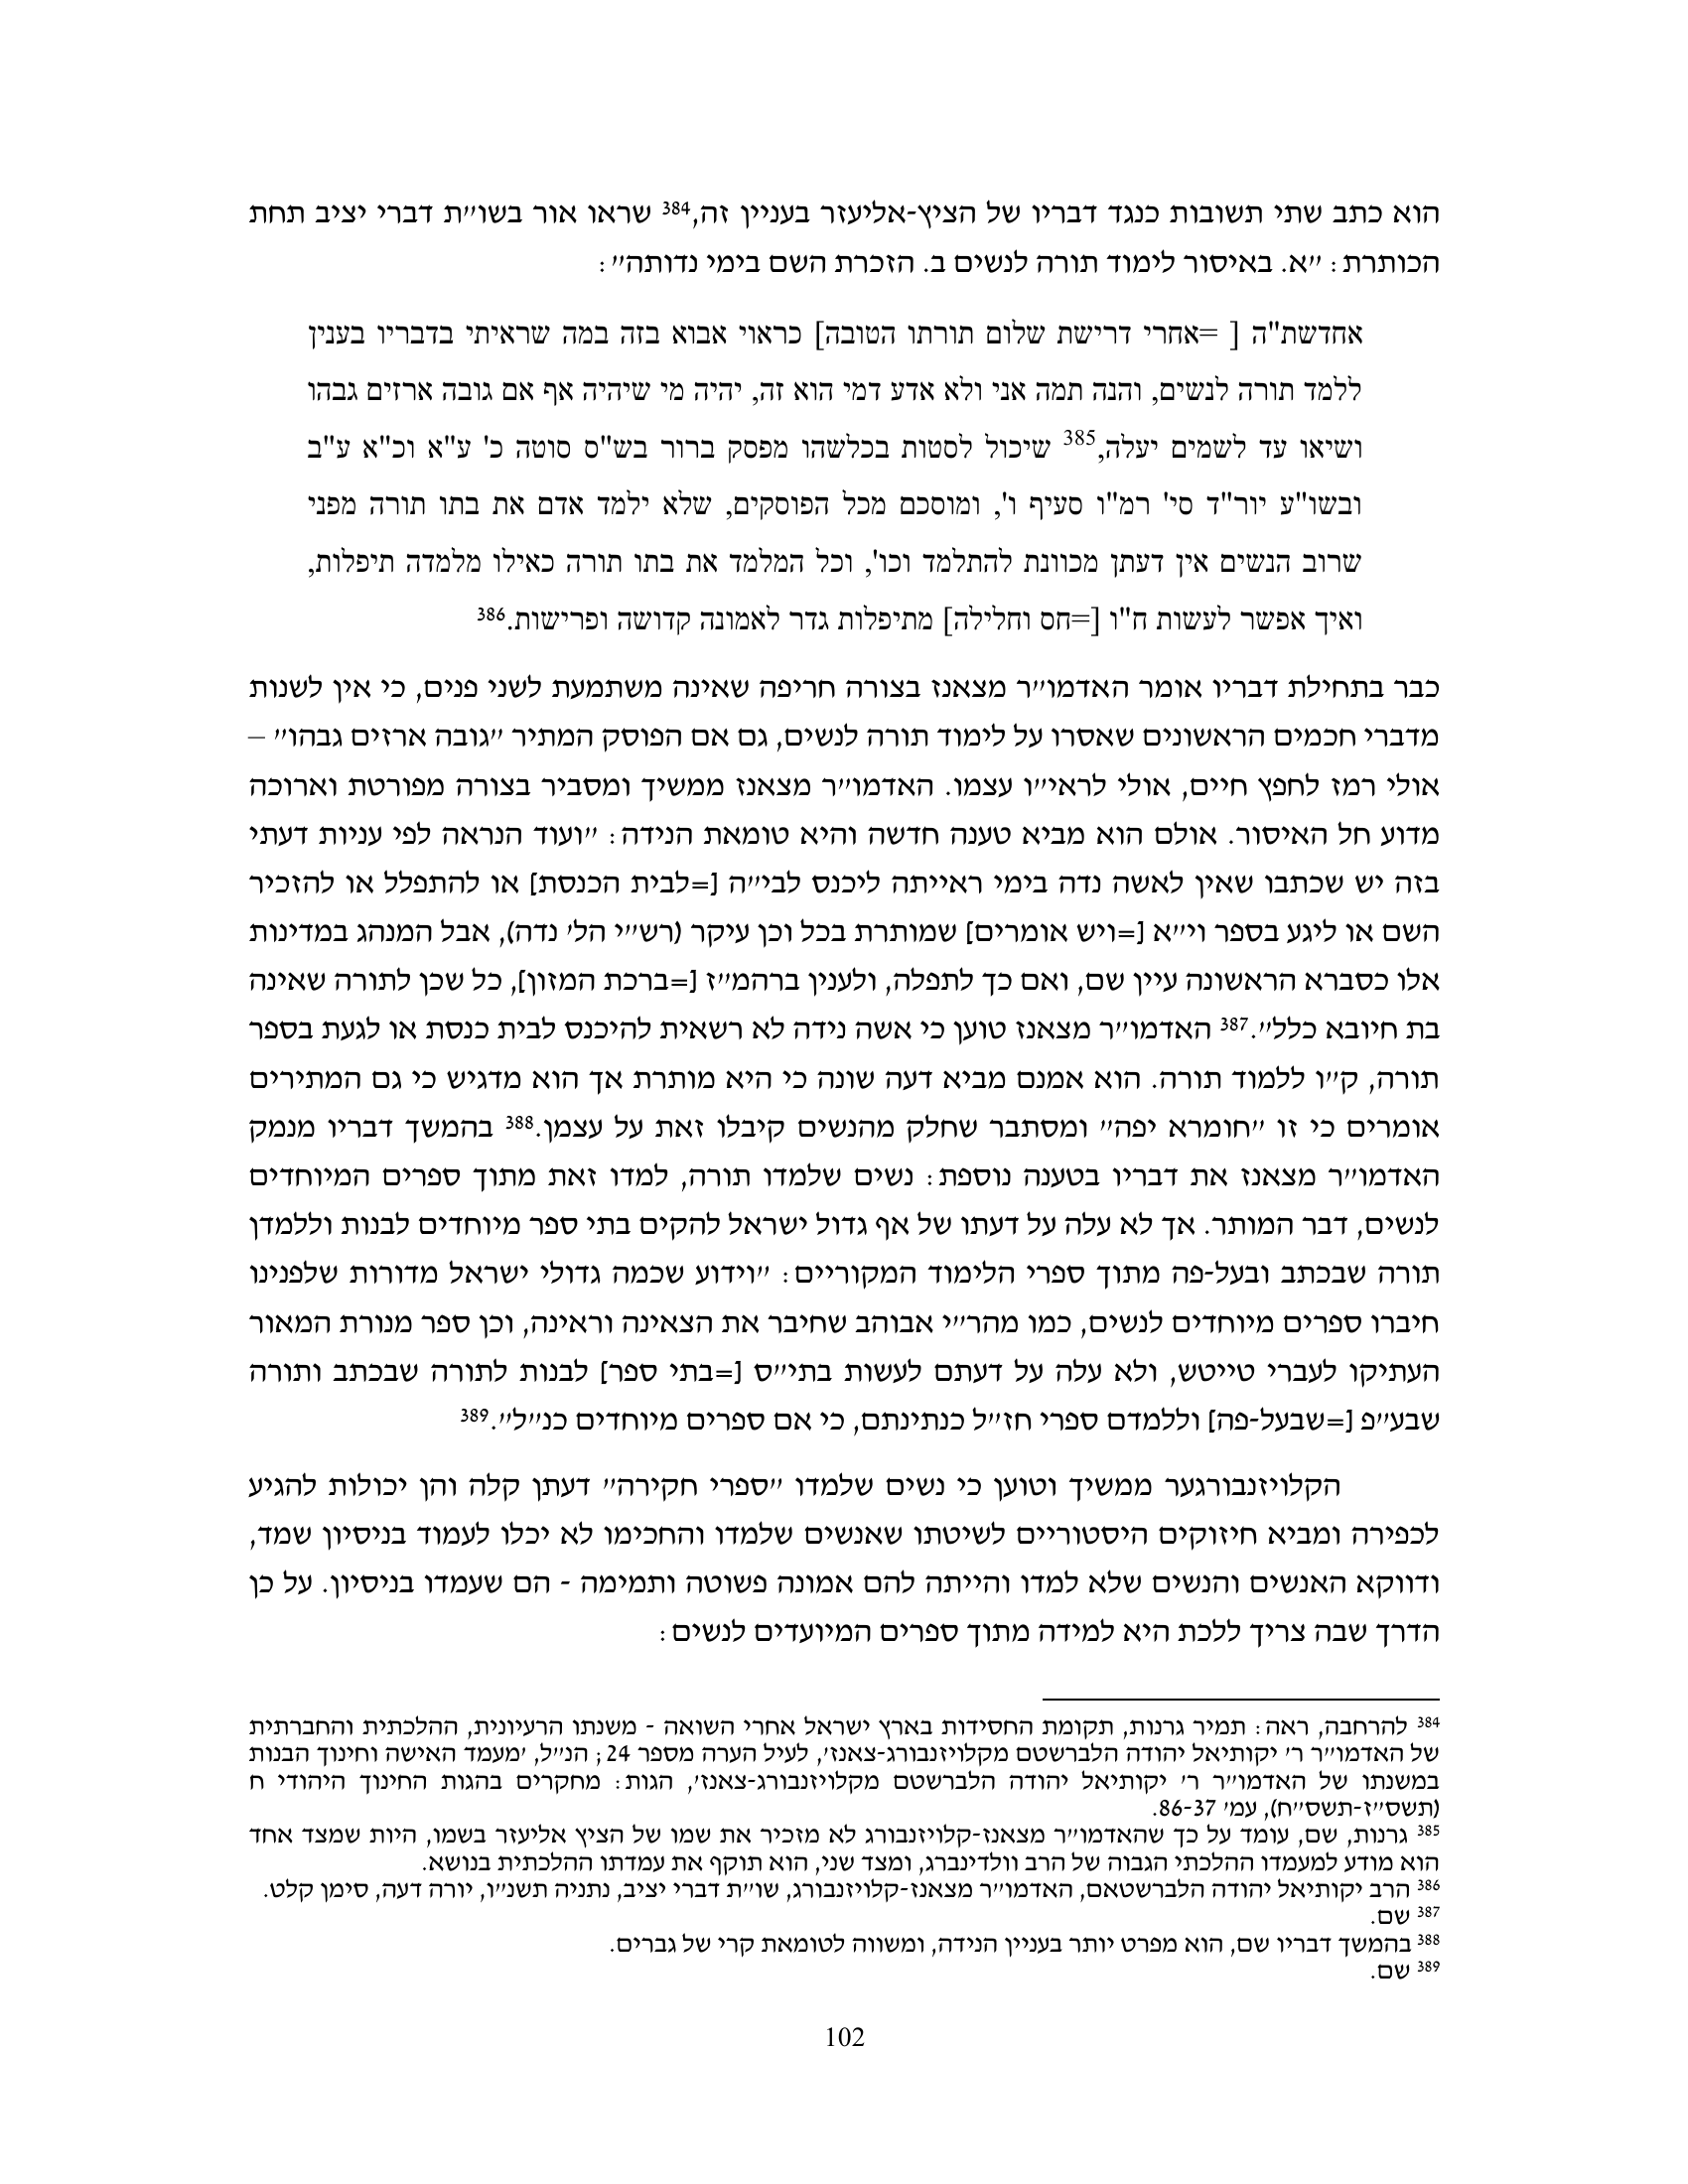 הוא כתב שתי תשובות כנגד דבריו של הציץ-אליעזר בעניין זה,384 שראו אור בשו״ת דברי יציב תחת
הכותרת: ״א. באיסור לימוד תורה לנשים ב. הזכרת השם בימי נדותה״:
אחדשת"ה [ =אחרי דרישת שלום תורתו הטובה] כראוי אבוא בזה במה שראיתי בדבריו בענין
ללמד תורה לנשים, והנה תמה אני ולא אדע דמי הוא זה, יהיה מי שיהיה אף אם גובה ארזים גבהו
ושיאו עד לשמים יעלה,385 שיכול לסטות בכלשהו מפסק ברור בש"ס סוטה כ' ע"א וכ"א ע"ב
ובשו"ע יור"ד סי' רמ"ו סעיף ו', ומוסכם מכל הפוסקים, שלא ילמד אדם את בתו תורה מפני
שרוב הנשים אין דעתן מכוונת להתלמד וכו', וכל המלמד את בתו תורה כאילו מלמדה תיפלות,
ואיך אפשר לעשות ח"ו [=חס וחלילה] מתיפלות גדר לאמונה קדושה ופרישות.386
כבר בתחילת דבריו אומר האדמו״ר מצאנז בצורה חריפה שאינה משתמעת לשני פנים, כי אין לשנות
מדברי חכמים הראשונים שאסרו על לימוד תורה לנשים, גם אם הפוסק המתיר ״גובה ארזים גבהו״ –
אולי רמז לחפץ חיים, אולי לראי״ו עצמו. האדמו״ר מצאנז ממשיך ומסביר בצורה מפורטת וארוכה
מדוע חל האיסור. אולם הוא מביא טענה חדשה והיא טומאת הנידה: ״ועוד הנראה לפי עניות דעתי
בזה יש שכתבו שאין לאשה נדה בימי ראייתה ליכנס לבי״ה [=לבית הכנסת] או להתפלל או להזכיר
השם או ליגע בספר וי״א [=ויש אומרים] שמותרת בכל וכן עיקר (רש״י הל׳ נדה), אבל המנהג במדינות
אלו כסברא הראשונה עיין שם, ואם כך לתפלה, ולענין ברהמ״ז [=ברכת המזון], כל שכן לתורה שאינה
בת חיובא כלל״.387 האדמו״ר מצאנז טוען כי אשה נידה לא רשאית להיכנס לבית כנסת או לגעת בספר
תורה, ק״ו ללמוד תורה. הוא אמנם מביא דעה שונה כי היא מותרת אך הוא מדגיש כי גם המתירים
אומרים כי זו ״חומרא יפה״ ומסתבר שחלק מהנשים קיבלו זאת על עצמן.388 בהמשך דבריו מנמק
האדמו״ר מצאנז את דבריו בטענה נוספת: נשים שלמדו תורה, למדו זאת מתוך ספרים המיוחדים
לנשים, דבר המותר. אך לא עלה על דעתו של אף גדול ישראל להקים בתי ספר מיוחדים לבנות וללמדן
תורה שבכתב ובעל-פה מתוך ספרי הלימוד המקוריים: ״וידוע שכמה גדולי ישראל מדורות שלפנינו
חיברו ספרים מיוחדים לנשים, כמו מהר״י אבוהב שחיבר את הצאינה וראינה, וכן ספר מנורת המאור
העתיקו לעברי טייטש, ולא עלה על דעתם לעשות בתי״ס [=בתי ספר] לבנות לתורה שבכתב ותורה
שבע״פ [=שבעל-פה] וללמדם ספרי חז״ל כנתינתם, כי אם ספרים מיוחדים כנ״ל״.389
הקלויזנבורגער ממשיך וטוען כי נשים שלמדו ״ספרי חקירה״ דעתן קלה והן יכולות להגיע
לכפירה ומביא חיזוקים היסטוריים לשיטתו שאנשים שלמדו והחכימו לא יכלו לעמוד בניסיון שמד,
ודווקא האנשים והנשים שלא למדו והייתה להם אמונה פשוטה ותמימה - הם שעמדו בניסיון. על כן
הדרך שבה צריך ללכת היא למידה מתוך ספרים המיועדים לנשים:
384 להרחבה, ראה: תמיר גרנות, תקומת החסידות בארץ ישראל אחרי השואה - משנתו הרעיונית, ההלכתית והחברתית
של האדמו״ר ר׳ יקותיאל יהודה הלברשטם מקלויזנבורג-צאנז׳, לעיל הערה מספר 24; הנ״ל, ׳מעמד האישה וחינוך הבנות
במשנתו של האדמו״ר ר׳ יקותיאל יהודה הלברשטם מקלויזנבורג-צאנז׳, הגות: מחקרים בהגות החינוך היהודי ח
(תשס״ז-תשס״ח), עמ׳ 86-37.
385 גרנות, שם, עומד על כך שהאדמו״ר מצאנז-קלויזנבורג לא מזכיר את שמו של הציץ אליעזר בשמו, היות שמצד אחד
הוא מודע למעמדו ההלכתי הגבוה של הרב וולדינברג, ומצד שני, הוא תוקף את עמדתו ההלכתית בנושא.
386 הרב יקותיאל יהודה הלברשטאם, האדמו״ר מצאנז-קלויזנבורג, שו״ת דברי יציב, נתניה תשנ״ו, יורה דעה, סימן קלט.
387 שם.
388 בהמשך דבריו שם, הוא מפרט יותר בעניין הנידה, ומשווה לטומאת קרי של גברים.
389 שם.
102